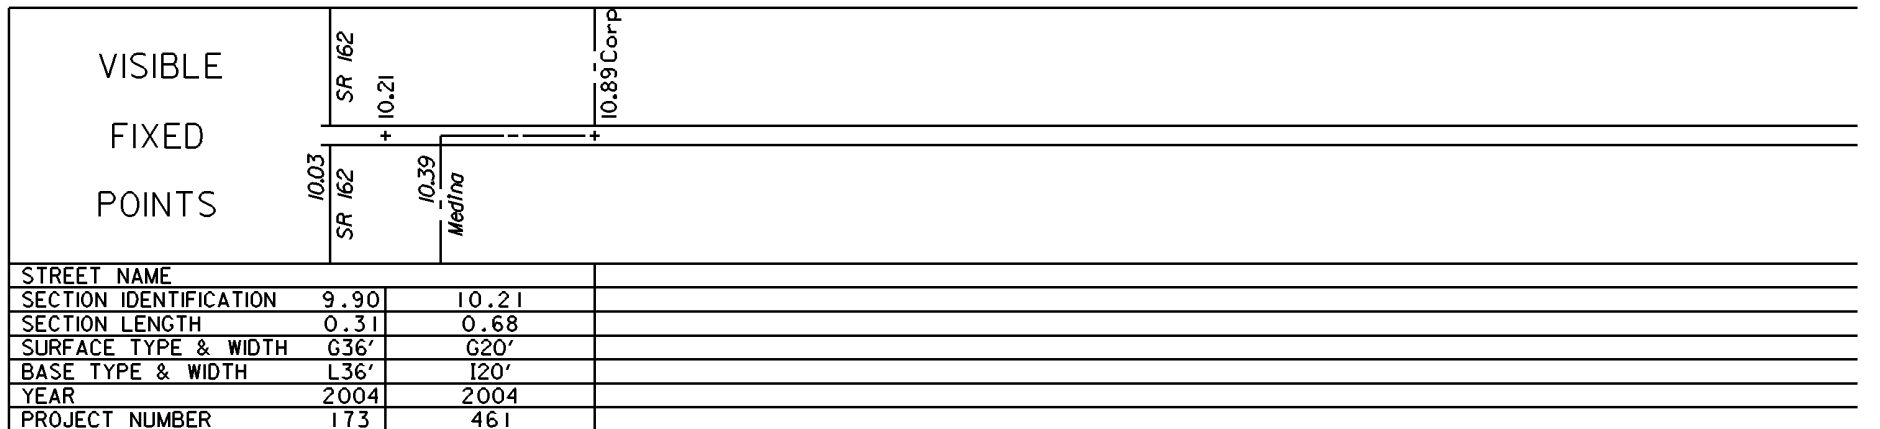 VISIBLE
FIXED
POINTS
SR 162
10.21
10.89 Corp
10.03
SR 162
10.39
Medina
STREET NAME
SECTION IDENTIFICATION 9.90 10.21
SECTION LENGTH 0.31 0.68
SURFACE TYPE & WIDTH G36' G20'
BASE TYPE & WIDTH L36' I20'
YEAR 2004 2004
PROJECT NUMBER 173 461